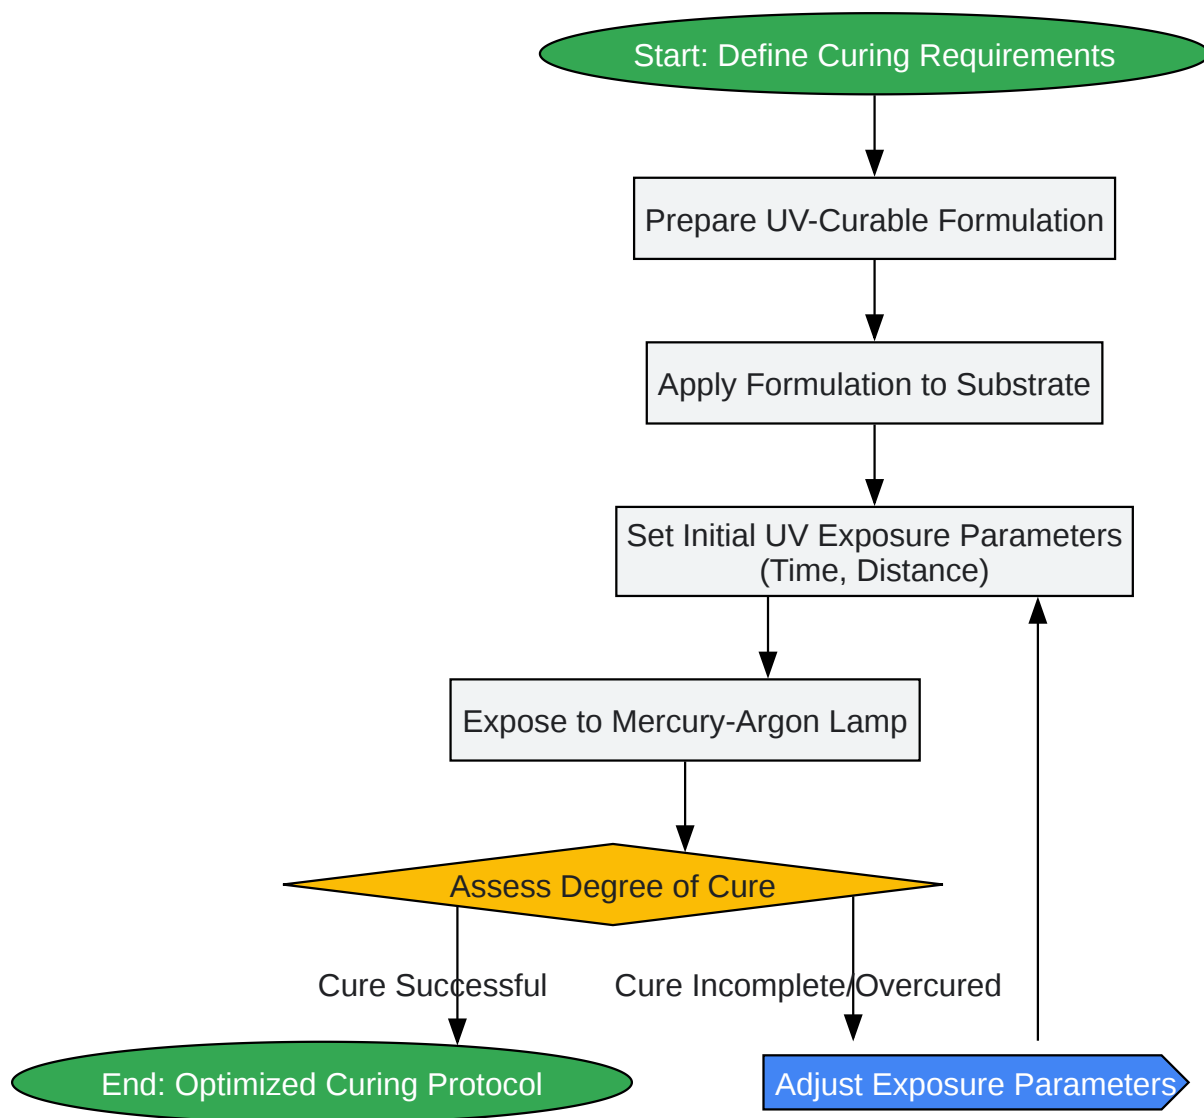 Start: Define Curing Requirements
Prepare UV-Curable Formulation
Apply Formulation to Substrate
Set Initial UV Exposure Parameters
(Time, Distance)
Expose to Mercury-Argon Lamp
Assess Degree of Cure
Cure Successful
Cure Incomplete/Overcured
End: Optimized Curing Protocol
Adjust Exposure Parameters